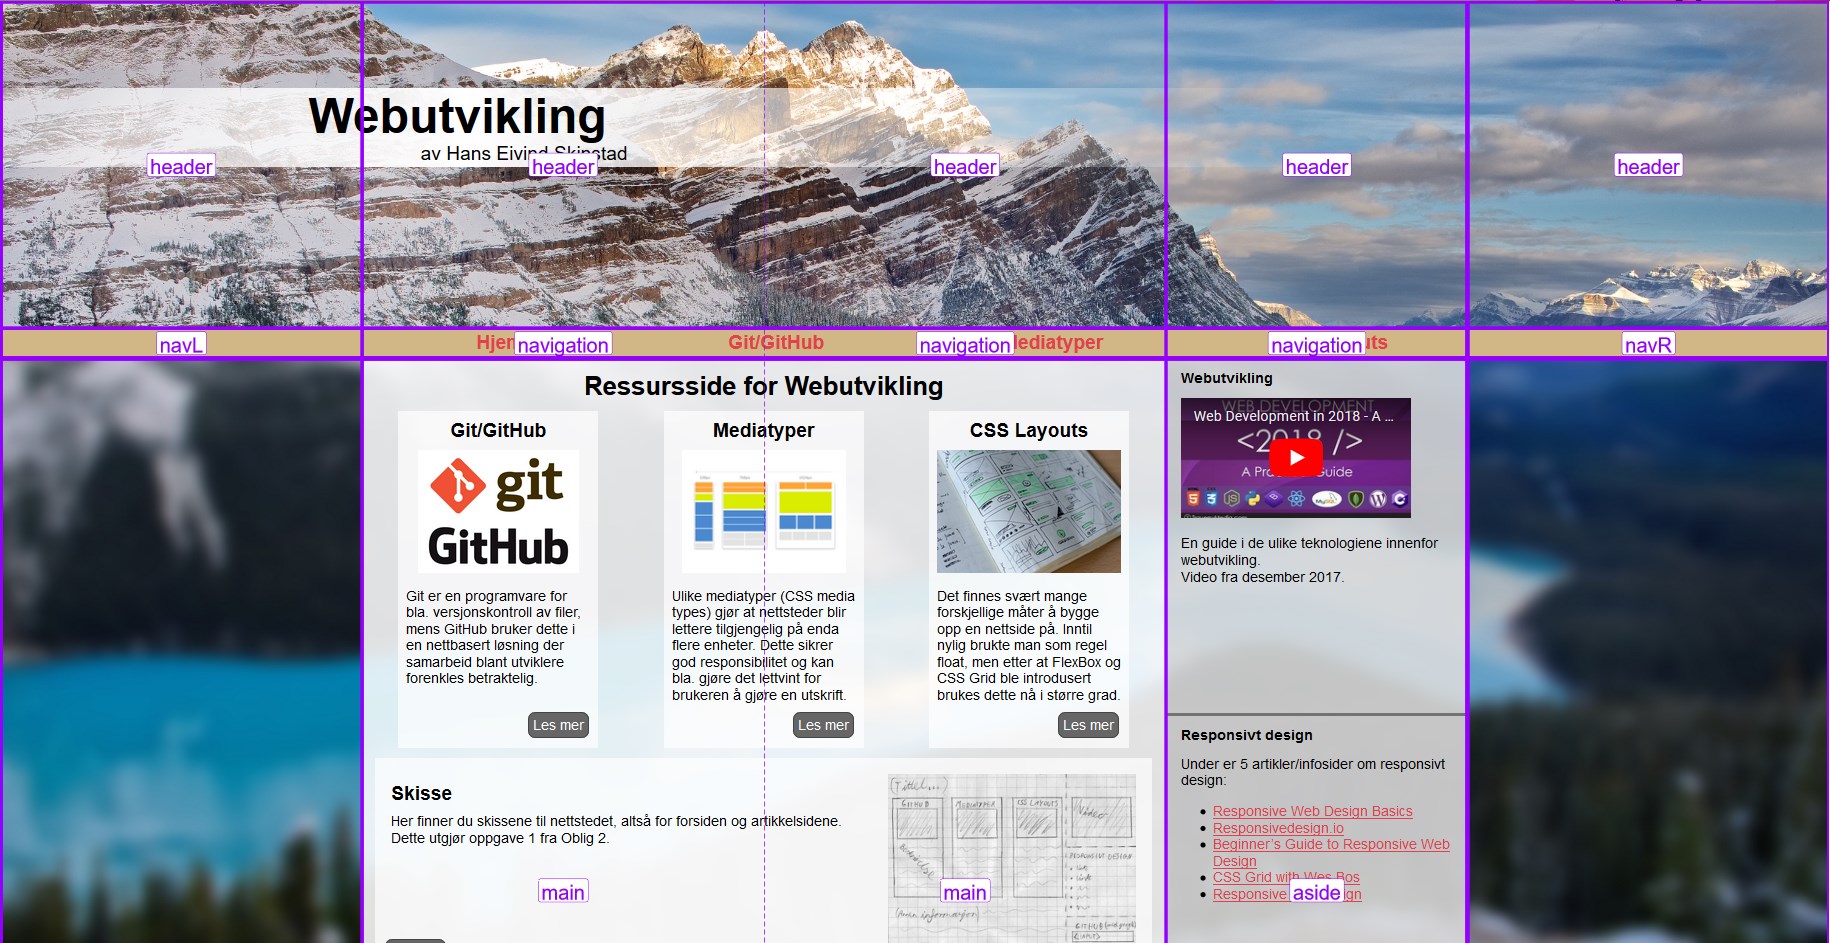 Webutvikling
av Hans Eivind Skipstad
header
header
header
header
header
navL
navigation
Git/GitHub
navigation
navigation
navR
Ressursside for Webutvikling
Git/GitHub
git
GitHub
Git er en programvare for
bla. versjonskontroll av filer,
mens GitHub bruker dette i
en nettbasert løsning der
samarbeid blant utviklere
forenkles betraktelig.
Les mer
Mediatyper
Ulike mediatyper (CSS media
types) gjør at nettsteder blir
lettere tilgjengelig på enda
flere enheter. Dette sikrer
god responsibilitet og kan
bla. gjøre det lettvint for
brukeren å gjøre en utskrift.
Les mer
CSS Layouts
Det finnes svært mange
forskjellige måter å bygge
opp en nettside på. Inntil
nylig brukte man som regel
float, men etter at FlexBox og
CSS Grid ble introdusert
brukes dette nå i større grad.
Les mer
Skisse
Her finner du skissene til nettstedet, altså for forsiden og artikkelsidene.
Dette utgjør oppgave 1 fra Oblig 2.
(Tittel...)
GITHUB
MEDIATYPER
CSS LAYOUTS
Video
RESPONSIVT DESIGN
main
main
Webutvikling
WEB DEVELOPMENT
Web Development in 2018 - A ...
<2018 />
En guide i de ulike teknologiene innenfor
webutvikling.
Video fra desember 2017.
Responsivt design
Under er 5 artikler/infosider om responsivt
design:
Responsive Web Design Basics
Responsivedesign.io
Beginner's Guide to Responsive Web
Design
CSS Grid with Wes Bos
Responsive
aside